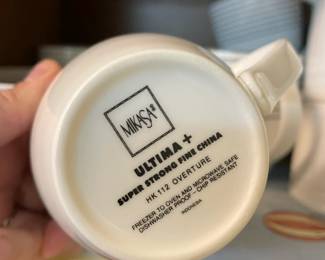 MIKASA®
ULTIMA +
SUPER STRONG FINE CHINA
HK 112 OVERTURE
FREEZER TO OVEN AND MICROWAVE SAFE
DISHWASHER PROOF - CHIP RESISTANT
INDONESIA